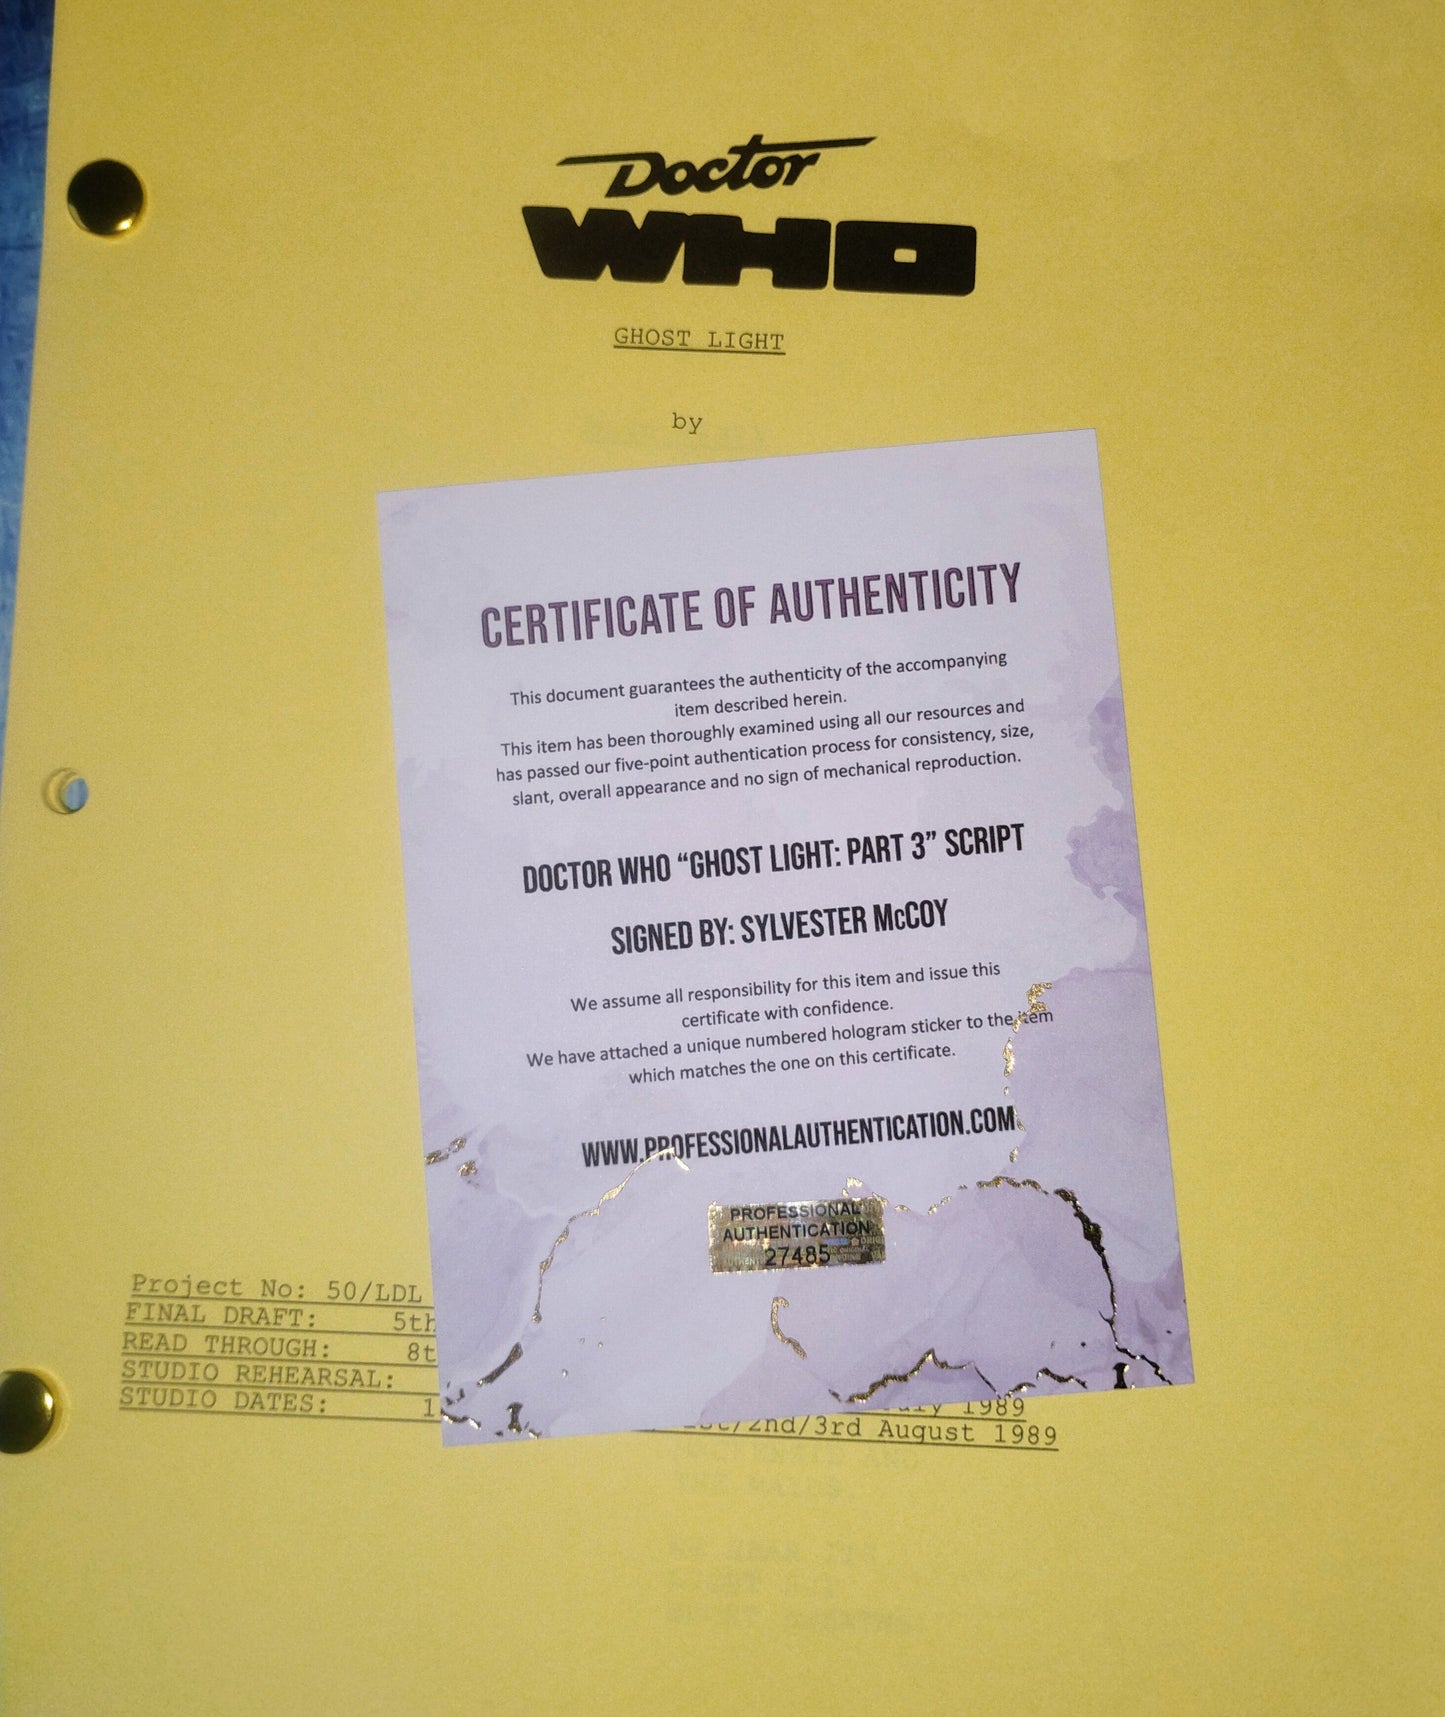 Doctor
WHO
GHOST LIGHT
by
CERTIFICATE OF AUTHENTICITY
This document guarantees the authenticity of the accompanying
item described herein.
This item has been thoroughly examined using all our resources and
has passed our five-point authentication process for consistency, size,
slant, overall appearance and no sign of mechanical reproduction.
DOCTOR WHO “GHOST LIGHT: PART 3” SCRIPT
SIGNED BY: SYLVESTER McCOY
We assume all responsibility for this item and issue this
certificate with confidence.
We have attached a unique numbered hologram sticker to the item
which matches the one on this certificate.
WWW.PROFESSIONALAUTHENTICATION.COM
PROFESSIONAL
AUTHENTICATION
27485
Project No: 50/LDL
FINAL DRAFT: 5th
READ THROUGH: 8t
STUDIO REHEARSAL:
STUDIO DATES: 1
1989
/2nd/3rd August 1989